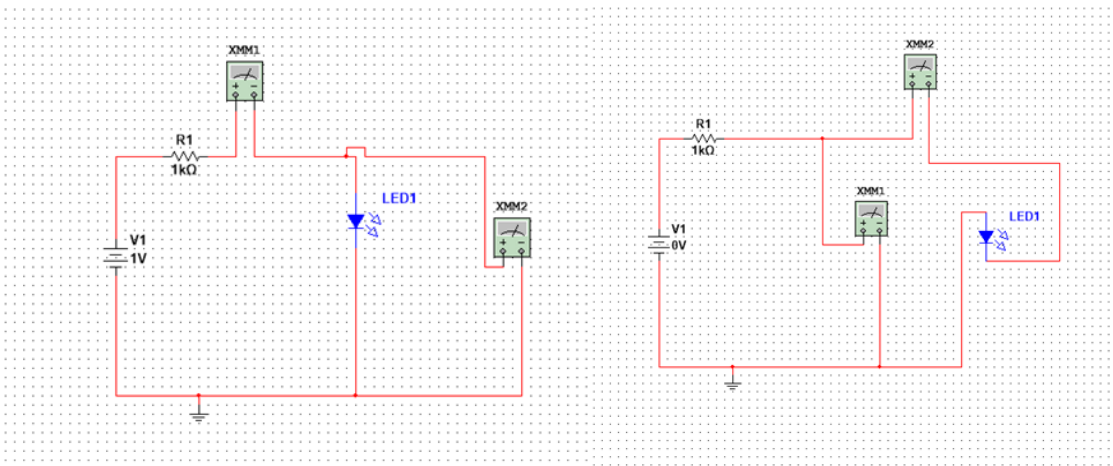 XMM1
+ −
R1
1kΩ
LED1
XMM2
+ −
V1
1V
XMM2
+ −
R1
1kΩ
XMM1
+ −
LED1
V1
0V